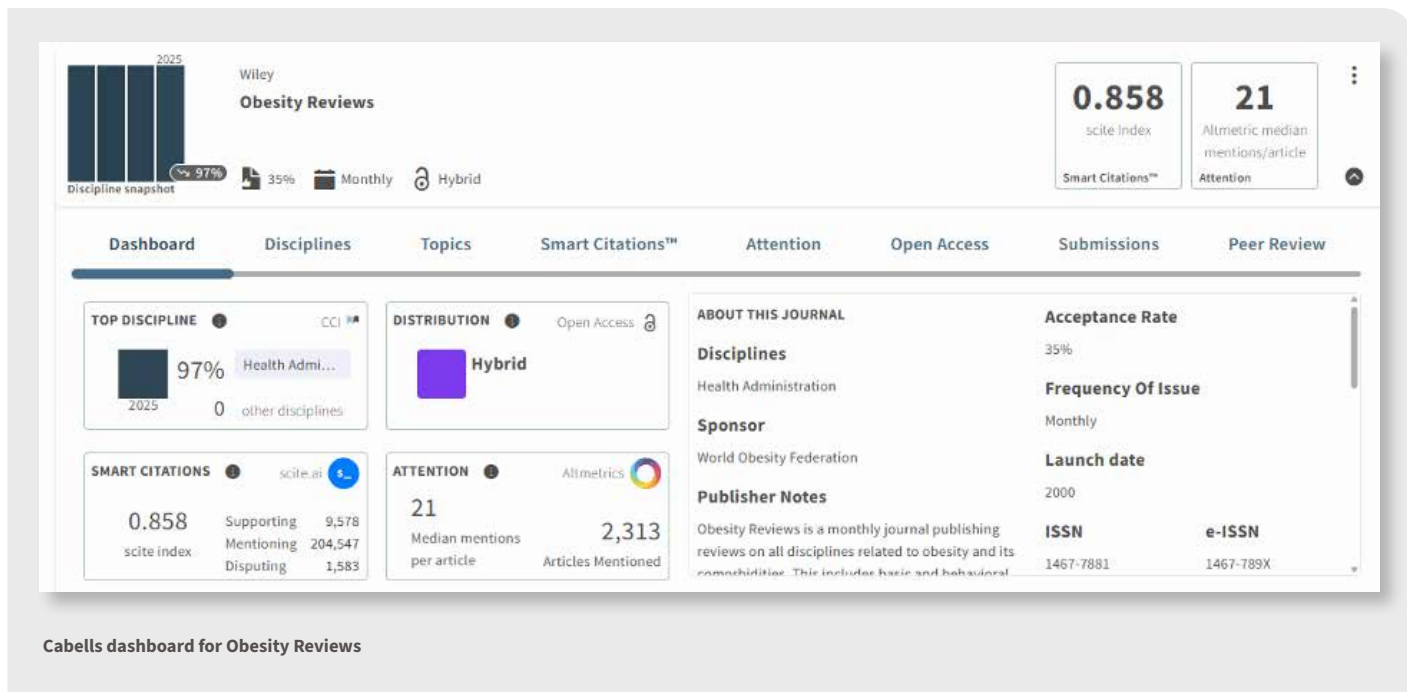 2025
97%
Discipline snapshot
Wiley
Obesity Reviews
35% Monthly Hybrid
0.858
scite Index
Smart Citations™
21
Altmetric median
mentions/article
Attention
Dashboard Disciplines Topics Smart Citations™ Attention Open Access Submissions Peer Review
TOP DISCIPLINE CCI
97% Health Admi...
2025
0 other disciplines
DISTRIBUTION Open Access
Hybrid
SMART CITATIONS scite.ai
0.858
scite index
Supporting 9,578
Mentioning 204,547
Disputing 1,583
ATTENTION Altmetrics
21
Median mentions
per article
2,313
Articles Mentioned
ABOUT THIS JOURNAL
Disciplines
Health Administration
Sponsor
World Obesity Federation
Publisher Notes
Obesity Reviews is a monthly journal publishing
reviews on all disciplines related to obesity and its
comorbidities. This includes basic and behavioral
Acceptance Rate
35%
Frequency Of Issue
Monthly
Launch date
2000
ISSN e-ISSN
1467-7881 1467-789X
Cabells dashboard for Obesity Reviews